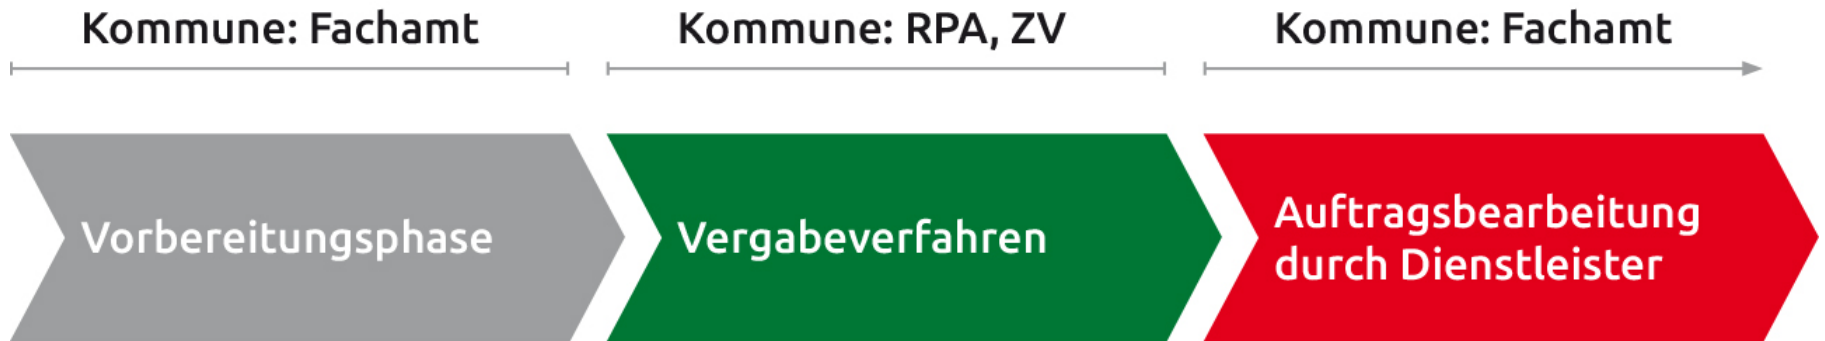 Kommune: Fachamt
Kommune: RPA, ZV
Kommune: Fachamt
Vorbereitungsphase
Vergabeverfahren
Auftragsbearbeitung
durch Dienstleister